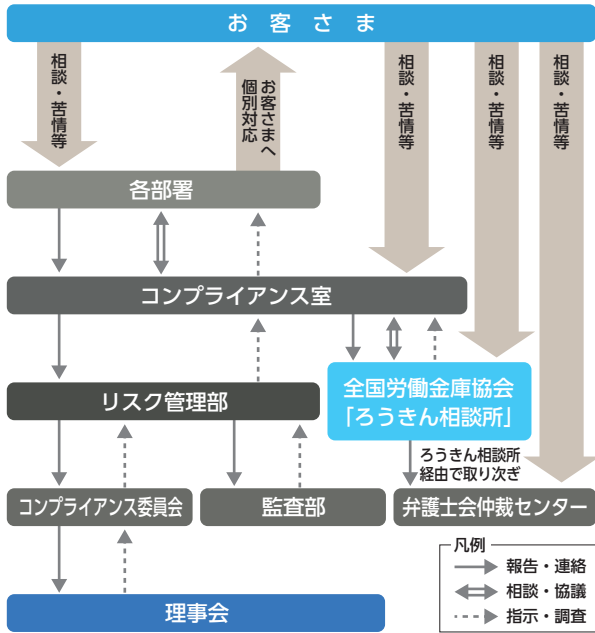 お客さま
相談・苦情等
お客さまへ
個別対応
相談・苦情等
相談・苦情等
相談・苦情等
各部署
コンプライアンス室
リスク管理部
全国労働金庫協会
「ろうきん相談所」
ろうきん相談所
経由で取り次ぎ
コンプライアンス委員会
監査部
弁護士会仲裁センター
凡例
報告・連絡
相談・協議
指示・調査
理事会